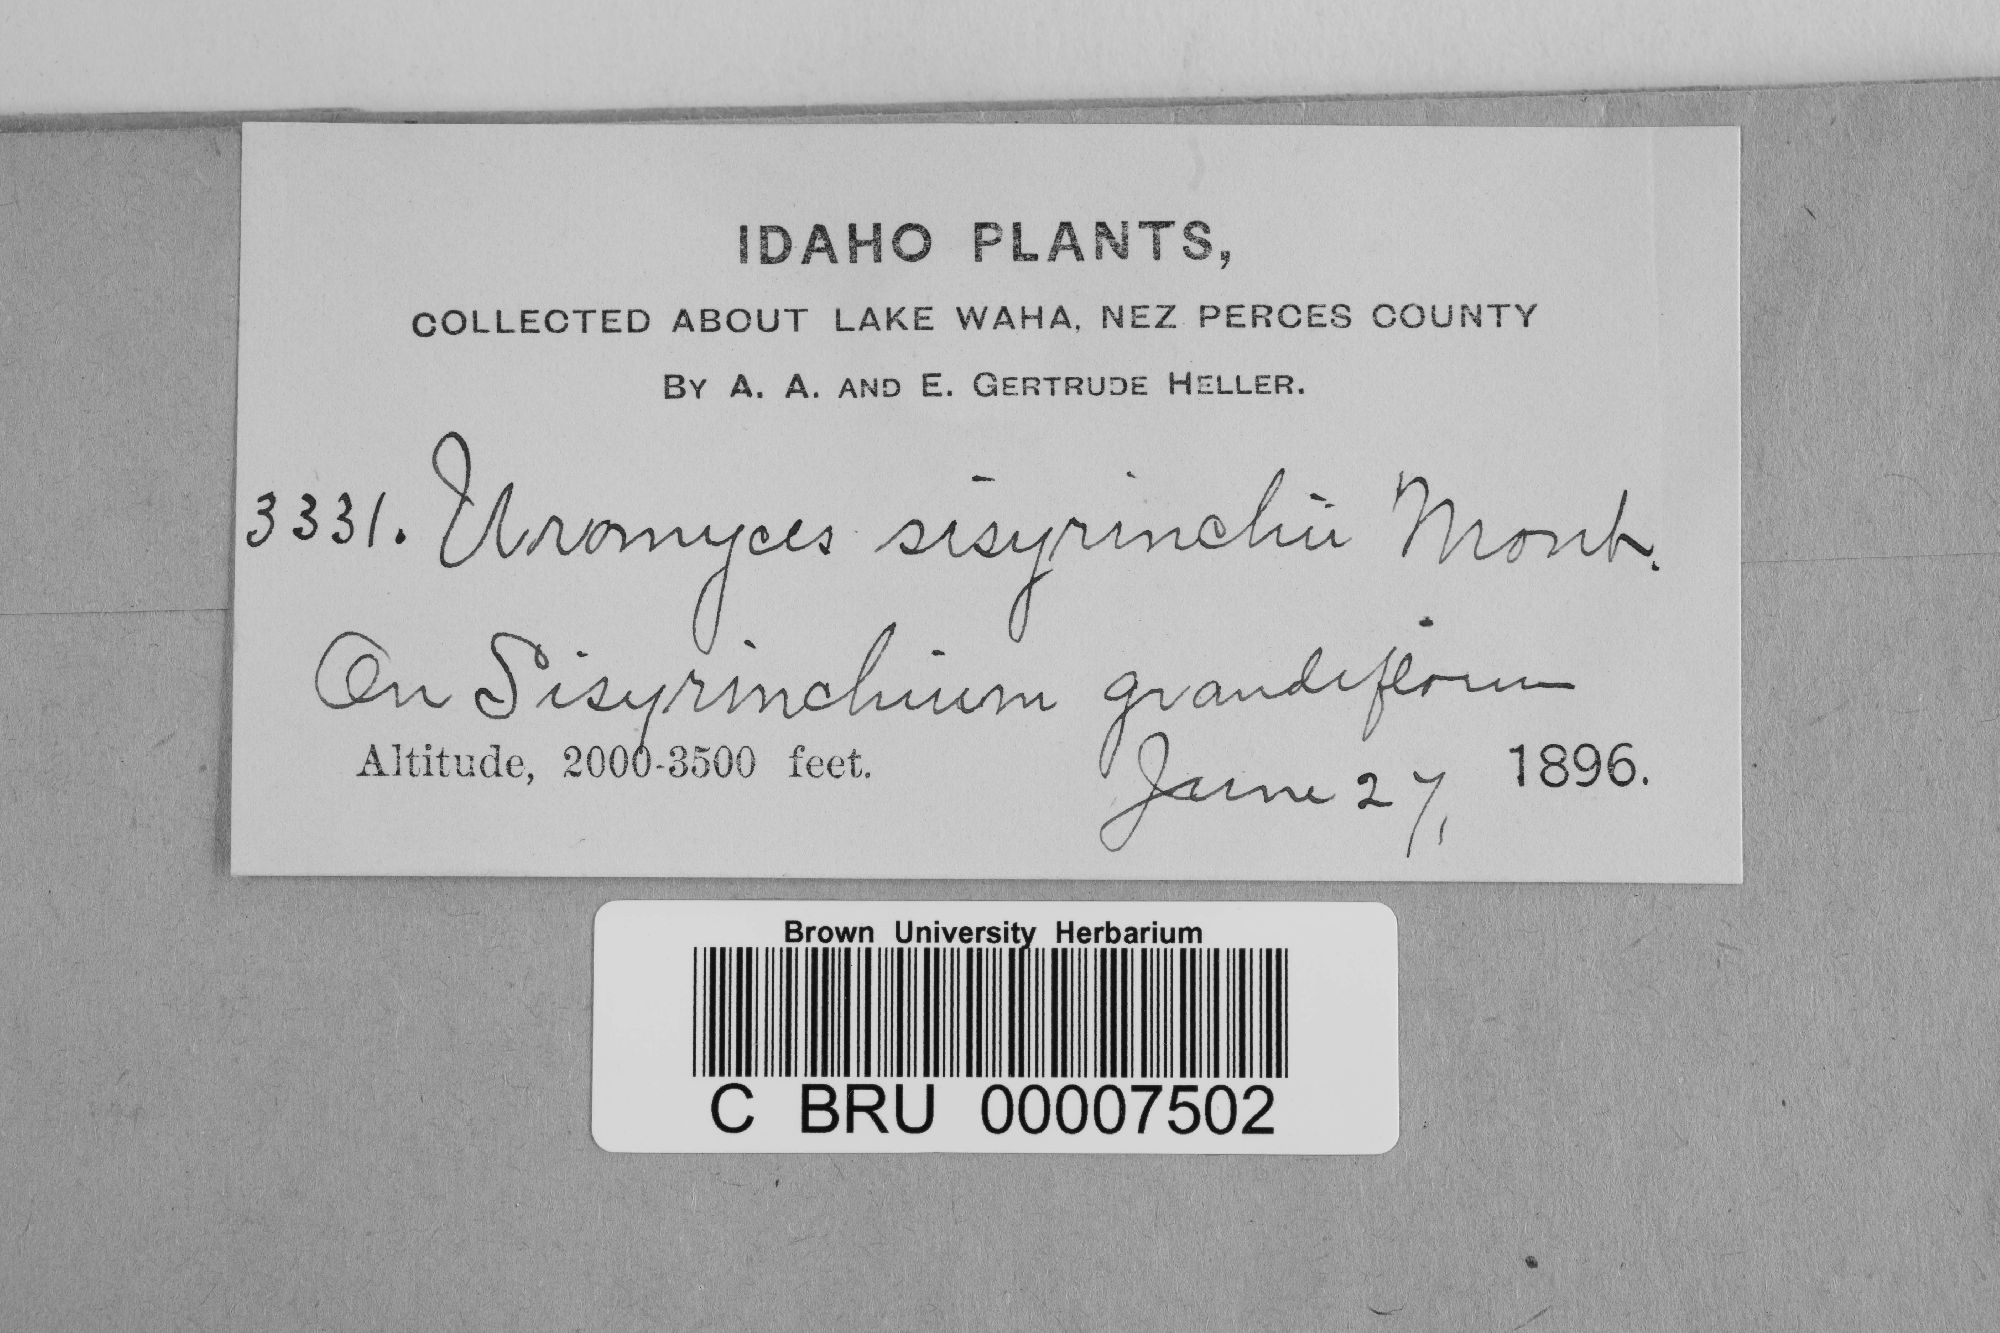 IDAHO PLANTS,
COLLECTED ABOUT LAKE WAHA, NEZ PERCES COUNTY
BY A. A. AND E. GERTRUDE HELLER.
3331. Uromyces sisyrinchii Mont.
On Sisyrinchium grandiflorum
Altitude, 2000-3500 feet.
June 27, 1896.
Brown University Herbarium
C BRU 00007502